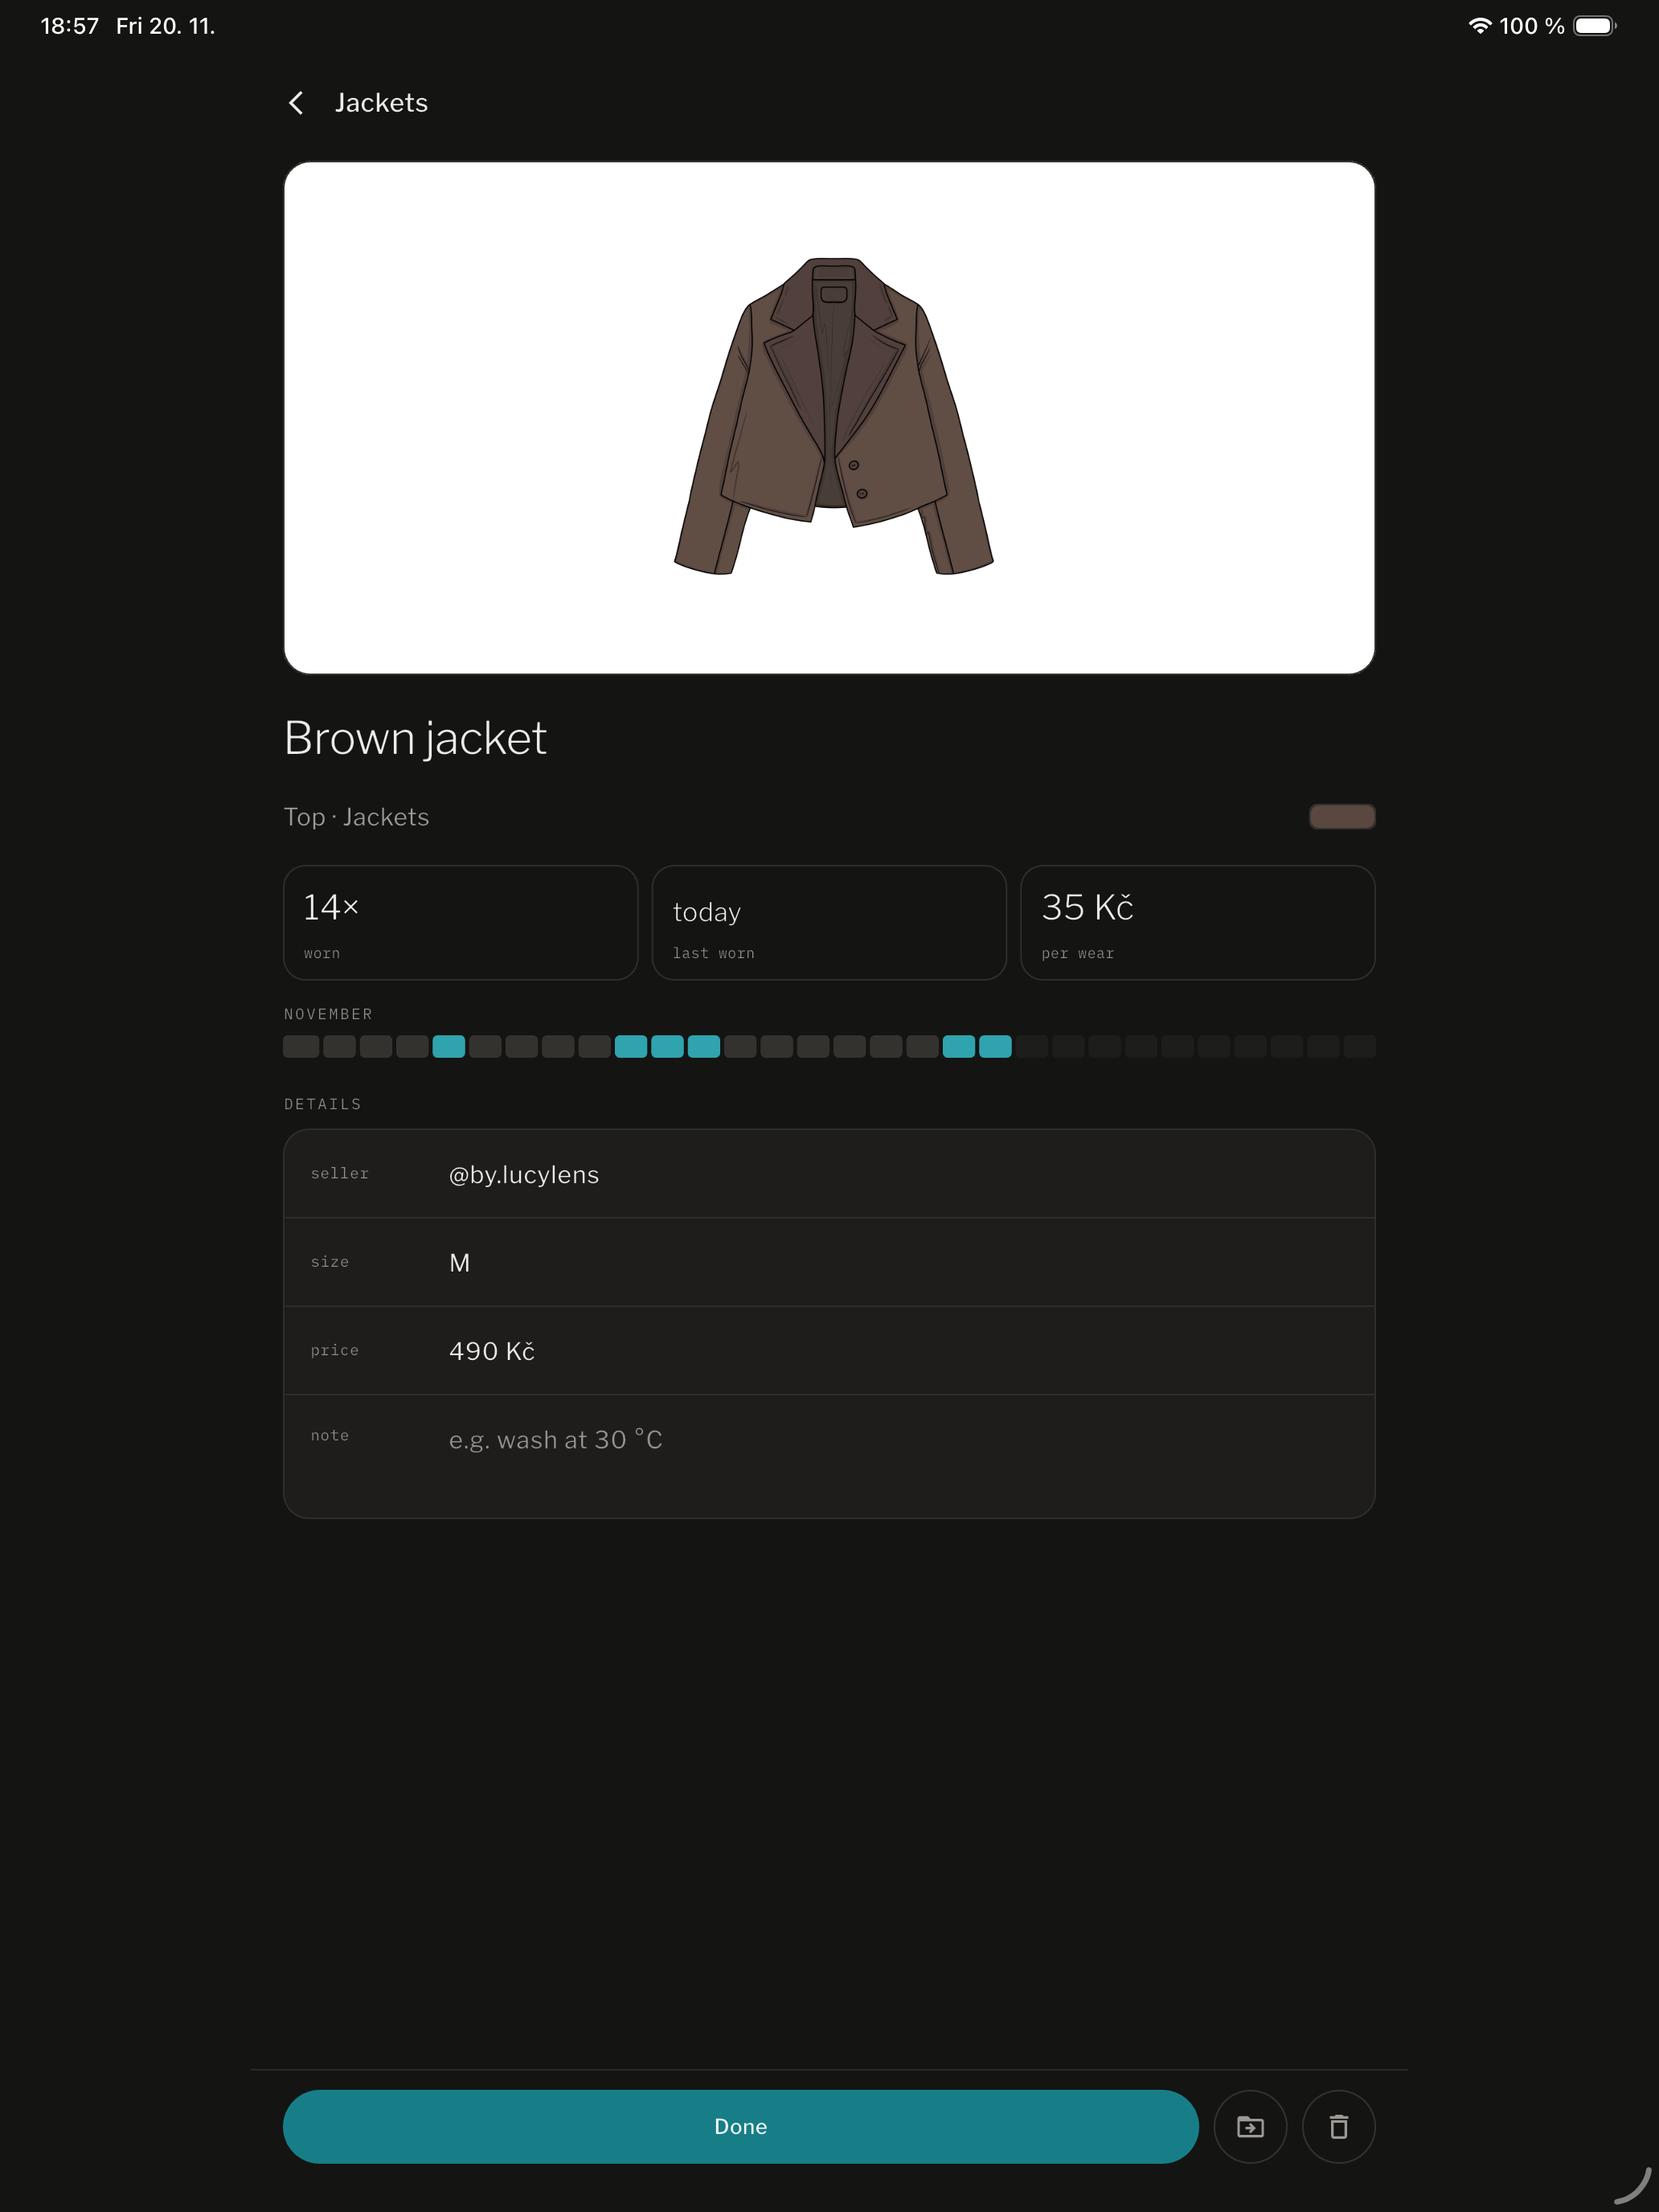 18:57 Fri 20. 11. 100 %
Jackets
Brown jacket
Top · Jackets
14× today 35 Kč
worn last worn per wear
NOVEMBER
DETAILS
seller @by.lucylens
size M
price 490 Kč
note e.g. wash at 30 °C
Done